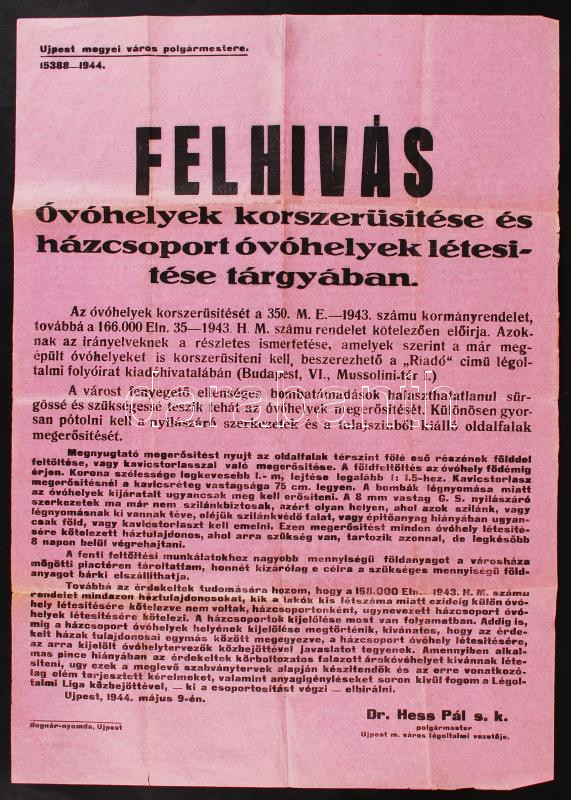 Ujpest megyei város polgármestere.
15388—1944.
FELHIVÁS
Óvóhelyek korszerüsitése és
házcsoport óvóhelyek létesi-
tése tárgyában.
Az óvóhelyek korszerüsitését a 350. M. E.—1943. számu kormányrendelet,
továbbá a 166.000 Eln. 35—1943. H. M. számu rendelet kötelezően előirja. Azok-
nak az irányelveknek a részletes ismertetése, amelyek szerint a már meg-
épült óvóhelyeket is korszerüsiteni kell, beszerezhető a „Riadó“ cimü légol-
talmi folyóirat kiadóhivatalában (Budapest, VI., Mussolini-tér 1.)
A várost fenyegető ellenséges bombatámadások halaszthatatlanul sür-
gőssé és szükségessé teszik tehát az óvóhelyek megerősitését. Különösen gyor-
san pótolni kell a nyilászáró szerkezetek és a talajszintből kiálló oldalfalak
megerősitését.
Megnyugtató megerősitést nyujt az oldalfalak térszint fölé eső részének földdel
feltöltése, vagy kavicstorlasszal való megerősitése. A földfeltöltés az óvóhely födémig
érjen. Korona szélessége legkevesebb 1.- m, lejtése legalább 1: 1.5-hez. Kavicstorlasz
megerősitésnél a kavicsréteg vastagsága 75 cm. legyen. A bombák légnyomása miatt
az óvóhelyek kijáratait ugyancsak meg kell erősiteni. A 8 mm vastag G. S. nyilászáró
szerkezetek ma már nem szilánkbiztosak, azért olyan helyen, ahol azok szilánk, vagy
légnyomásnak ki vannak téve, eléjük szilánkvédő falat, vagy épitőanyag hiányában ugyan-
csak föld, vagy kavicstorlaszt kell emelni. Ezen megerősitést minden óvóhely létesité-
sére kötelezett háztulajdonos, ahol arra szükség van, tartozik azonnal, de legkésőbb
8 napon belül végrehajtani.
A fenti feltöltési munkálatokhoz nagyobb mennyiségü földanyagot a városháza
mögötti piactéren tároltattam, honnét kizárólag e célra a szükséges mennyiségü föld-
anyagot bárki elszállithatja.
Továbbá az érdekeltek tudomására hozom, hogy a 168.000 Eln.. 1943. H. M. számu
rendelet mindazon háztulajdonosokat, kik a lakók kis létszáma miatt ezideig külön óvó-
hely létesitésére kötelezve nem voltak, házcsoportonként, ugynevezett házcsoport óvó-
helyek létesitésére kötelezi. A házcsoportok kijelölése most van folyamatban. Addig is,
mig a házcsoport óvóhelyek helyének kijelölése megtörténik, kivánatos, hogy az érde-
kelt házak tulajdonosai egymás között megegyezve, a házcsoport óvóhely létesitésére,
az arra kijelölt óvóhelytervezők közbejöttével javaslatot tegyenek. Amennyiben alkal-
mas pince hiányában az érdekeltek körboltozatos falazott árokóvóhelyet kivánnak léte-
siteni, ugy ezek a meglevő szabványtervek alapján készitendők és az erre vonatkozó-
lag elém terjesztett kérelmeket, valamint anyagigényléseket soron kivül fogom a Légol-
talmi Liga közbejöttével, — ki a csoportositást végzi — elbirálni.
Ujpest, 1944. május 9-én.
Dr. Hess Pál s. k.
polgármester
Ujpest m. város légoltalmi vezetője.
Bognár-nyomda, Ujpest
darabanth